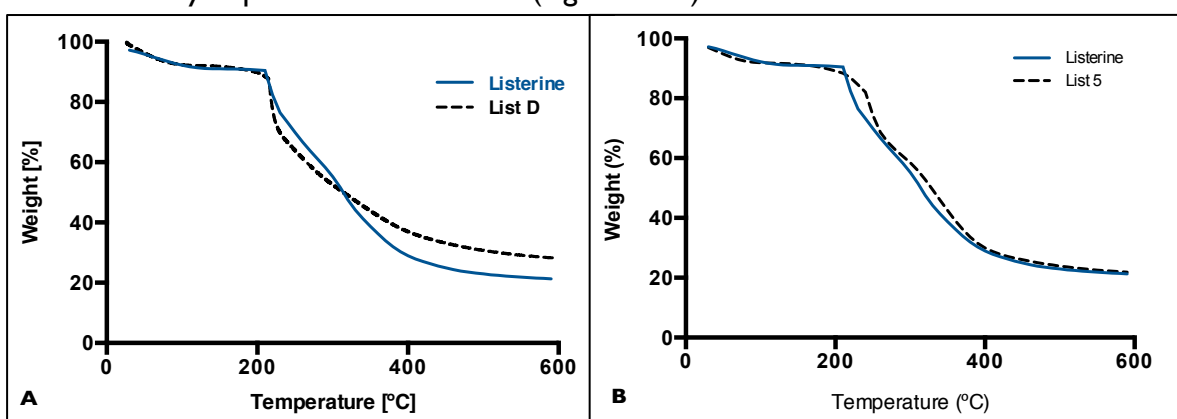 100
80
60
40
20
0
Weight [%]
0 200 400 600
Temperature [ºC]
Listerine
List D
A
100
80
60
40
20
0
Weight (%)
0 200 400 600
Temperature (ºC)
Listerine
List 5
B